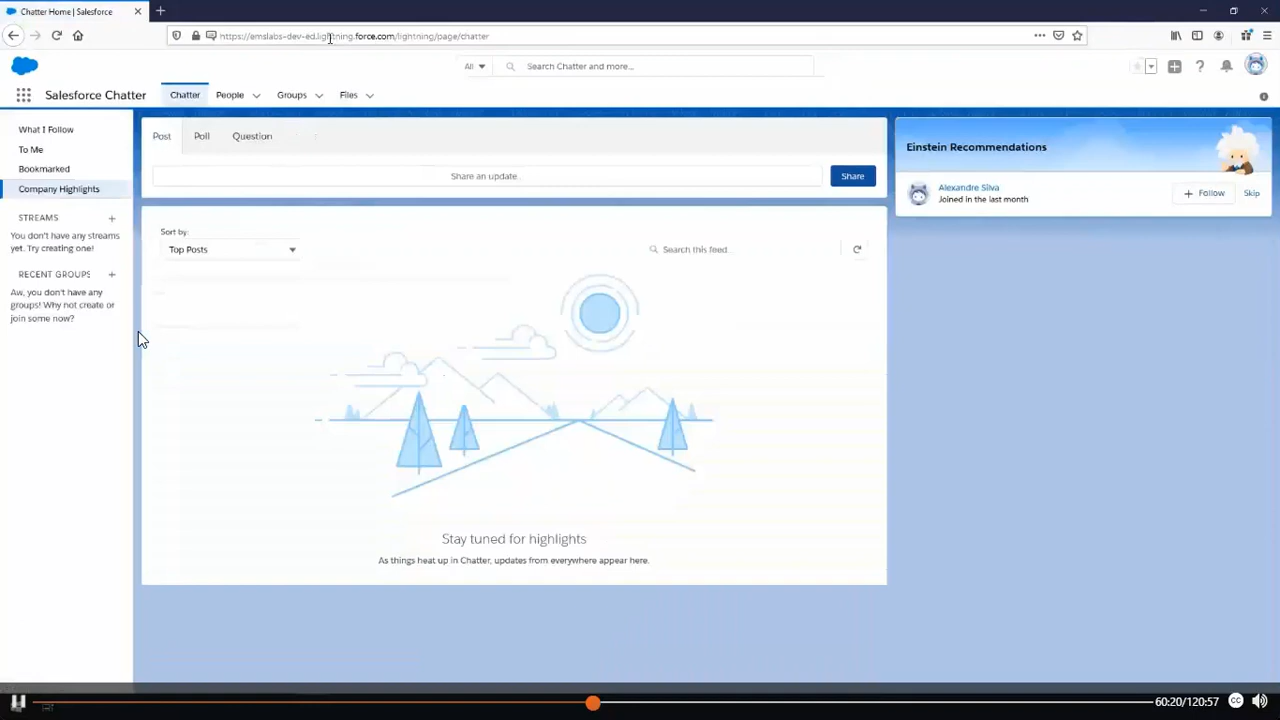 Chatter Home | Salesforce
https://emslabs-dev-ed.lightning.force.com/lightning/page/chatter
All
Search Chatter and more...
Salesforce Chatter
Chatter
People
Groups
Files
What I Follow
To Me
Bookmarked
Company Highlights
STREAMS
You don't have any streams
yet. Try creating one!
RECENT GROUPS
Aw, you don't have any
groups! Why not create or
join some now?
Post
Poll
Question
Share an update..
Share
Sort by:
Top Posts
Search this feed...
Stay tuned for highlights
As things heat up in Chatter, updates from everywhere appear here.
Einstein Recommendations
Alexandre Silva
Joined in the last month
Follow
Skip
60:20/120:57
CC